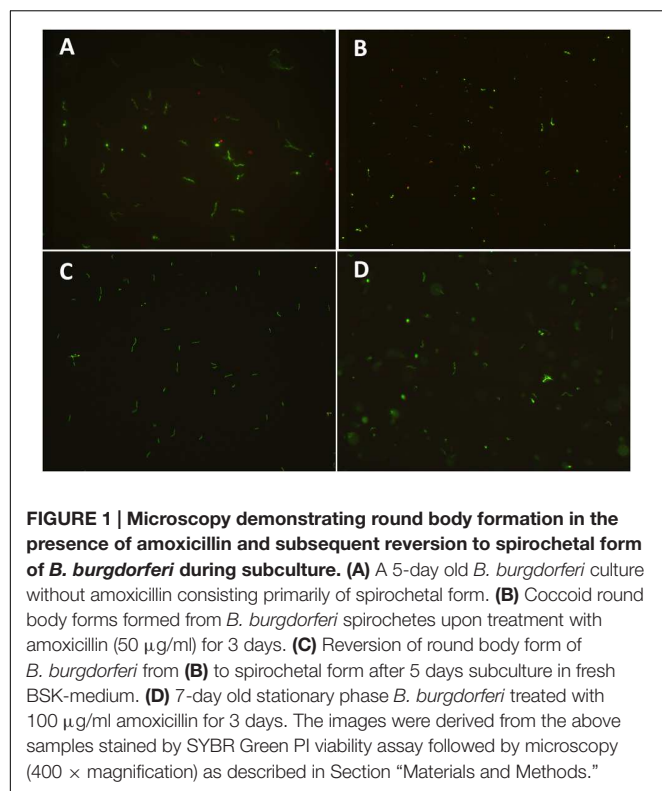 A
B
C
D
FIGURE 1 | Microscopy demonstrating round body formation in the
presence of amoxicillin and subsequent reversion to spirochetal form
of B. burgdorferi during subculture. (A) A 5-day old B. burgdorferi culture
without amoxicillin consisting primarily of spirochetal form. (B) Coccoid round
body forms formed from B. burgdorferi spirochetes upon treatment with
amoxicillin (50 μg/ml) for 3 days. (C) Reversion of round body form of
B. burgdorferi from (B) to spirochetal form after 5 days subculture in fresh
BSK-medium. (D) 7-day old stationary phase B. burgdorferi treated with
100 μg/ml amoxicillin for 3 days. The images were derived from the above
samples stained by SYBR Green PI viability assay followed by microscopy
(400 × magnification) as described in Section “Materials and Methods.”